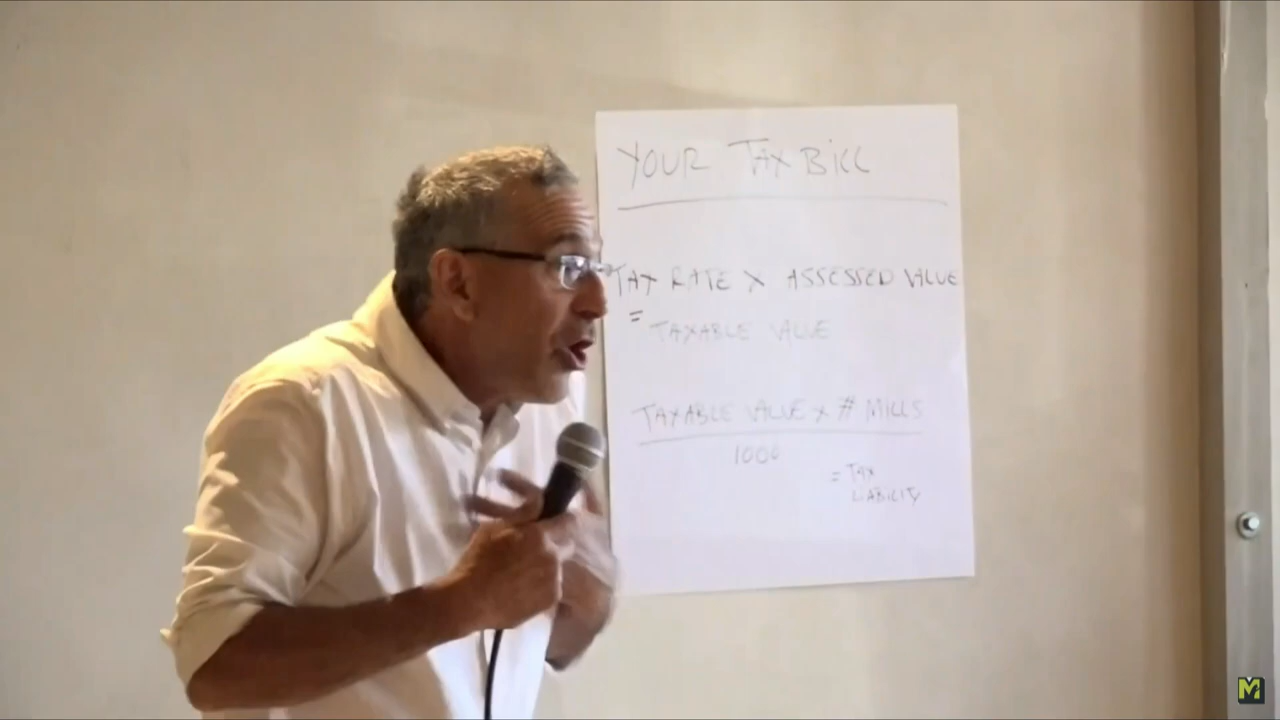 YOUR TAX BILL
TAX RATE X ASSESSED VALUE
= TAXABLE VALUE
TAXABLE VALUE X # MILLS
1000
= TAX
LIABILITY
M